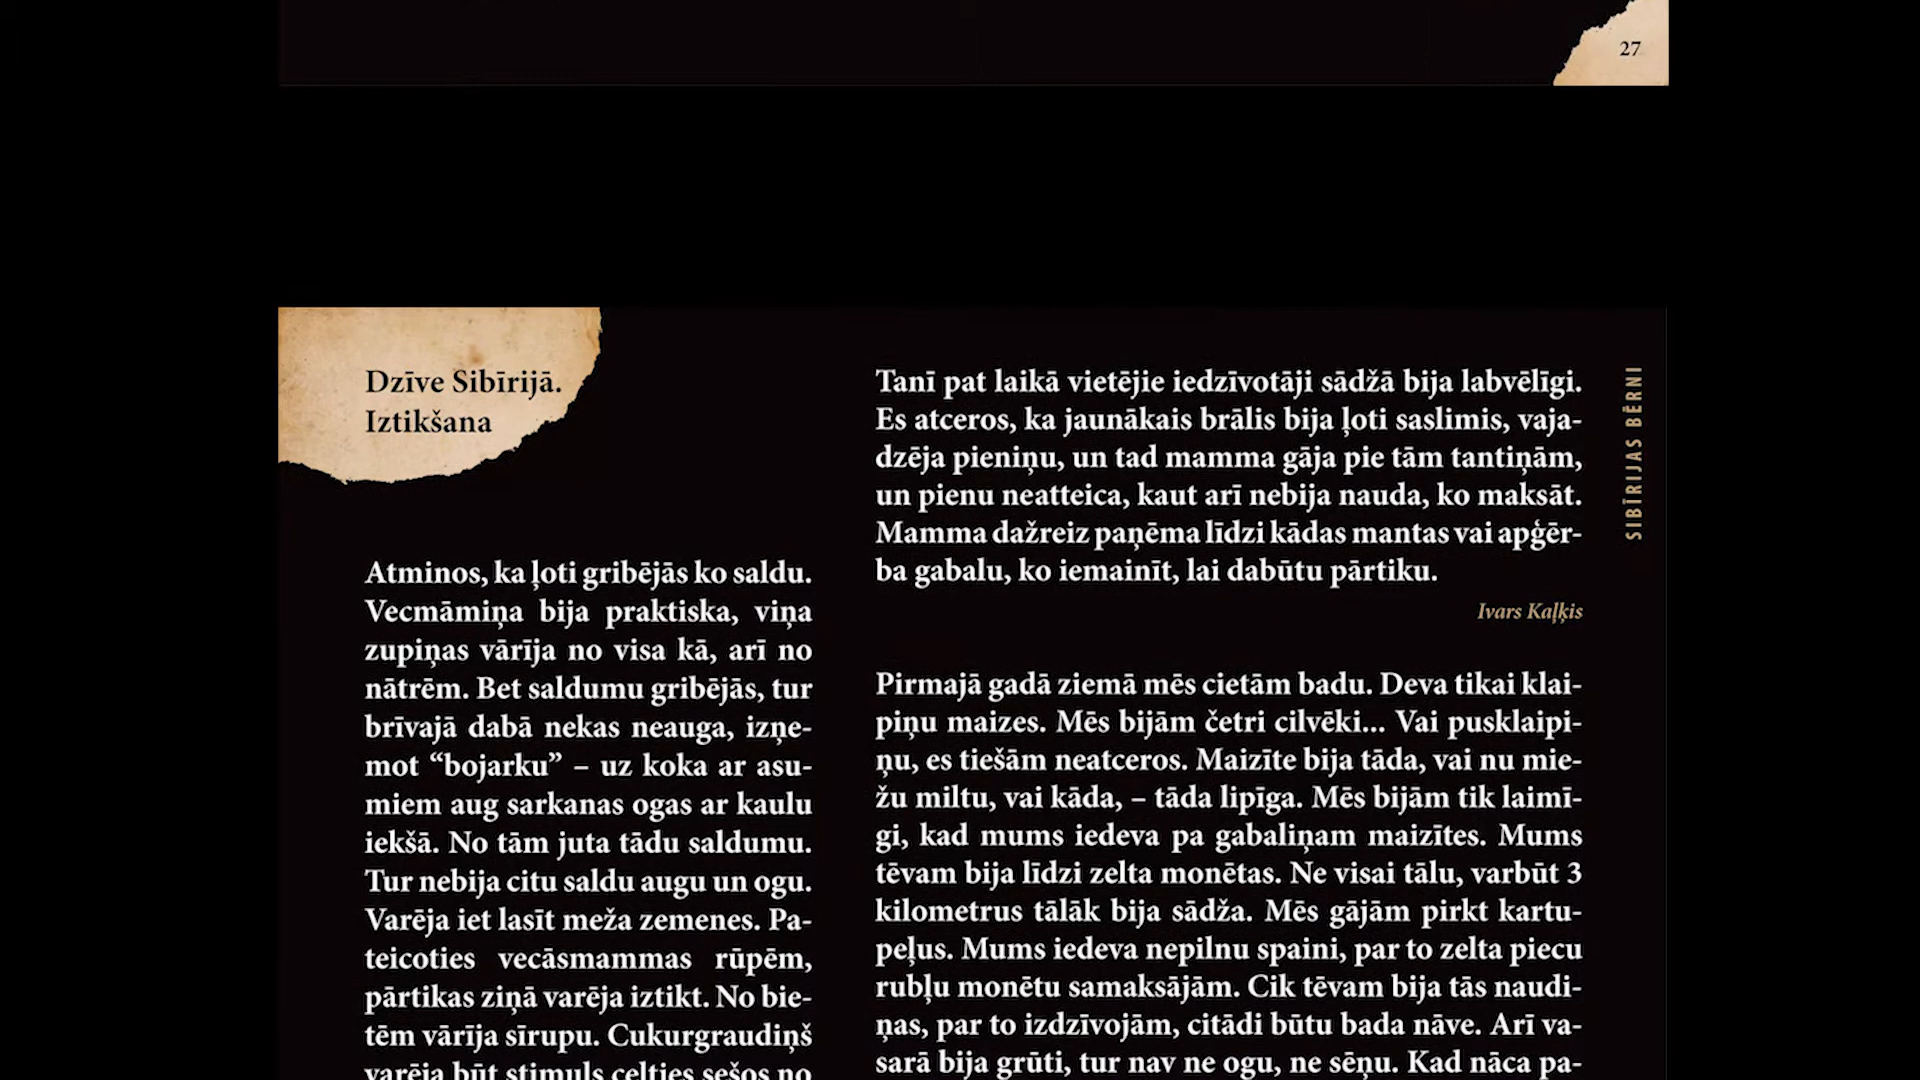 27
Dzīve Sibīrijā.
Iztikšana
Atminos, ka ļoti gribējās ko saldu.
Vecmāmiņa bija praktiska, viņa
zupiņas vārīja no visa kā, arī no
nātrēm. Bet saldumu gribējās, tur
brīvajā dabā nekas neauga, izņe-
mot “bojarku” – uz koka ar asu-
miem aug sarkanas ogas ar kaulu
iekšā. No tām juta tādu saldumu.
Tur nebija citu saldu augu un ogu.
Varēja iet lasīt meža zemenes. Pa-
teicoties vecāsmammas rūpēm,
pārtikas ziņā varēja iztikt. No bie-
tēm vārīja sīrupu. Cukurgraudiņš
varēja būt stimuls celties sešos no
Tanī pat laikā vietējie iedzīvotāji sādžā bija labvēlīgi.
Es atceros, ka jaunākais brālis bija ļoti saslimis, vaja-
dzēja pieniņu, un tad mamma gāja pie tām tantiņām,
un pienu neatteica, kaut arī nebija nauda, ko maksāt.
Mamma dažreiz paņēma līdzi kādas mantas vai apģēr-
ba gabalu, ko iemainīt, lai dabūtu pārtiku.
Ivars Kaļķis
Pirmajā gadā ziemā mēs cietām badu. Deva tikai klai-
piņu maizes. Mēs bijām četri cilvēki... Vai pusklaipi-
ņu, es tiešām neatceros. Maizīte bija tāda, vai nu mie-
žu miltu, vai kāda, – tāda lipīga. Mēs bijām tik laimī-
gi, kad mums iedeva pa gabaliņam maizītes. Mums
tēvam bija līdzi zelta monētas. Ne visai tālu, varbūt 3
kilometrus tālāk bija sādža. Mēs gājām pirkt kartu-
peļus. Mums iedeva nepilnu spaini, par to zelta piecu
rubļu monētu samaksājām. Cik tēvam bija tās naudi-
ņas, par to izdzīvojām, citādi būtu bada nāve. Arī va-
sarā bija grūti, tur nav ne ogu, ne sēņu. Kad nāca pa-
SIBĪRIJAS BĒRNI